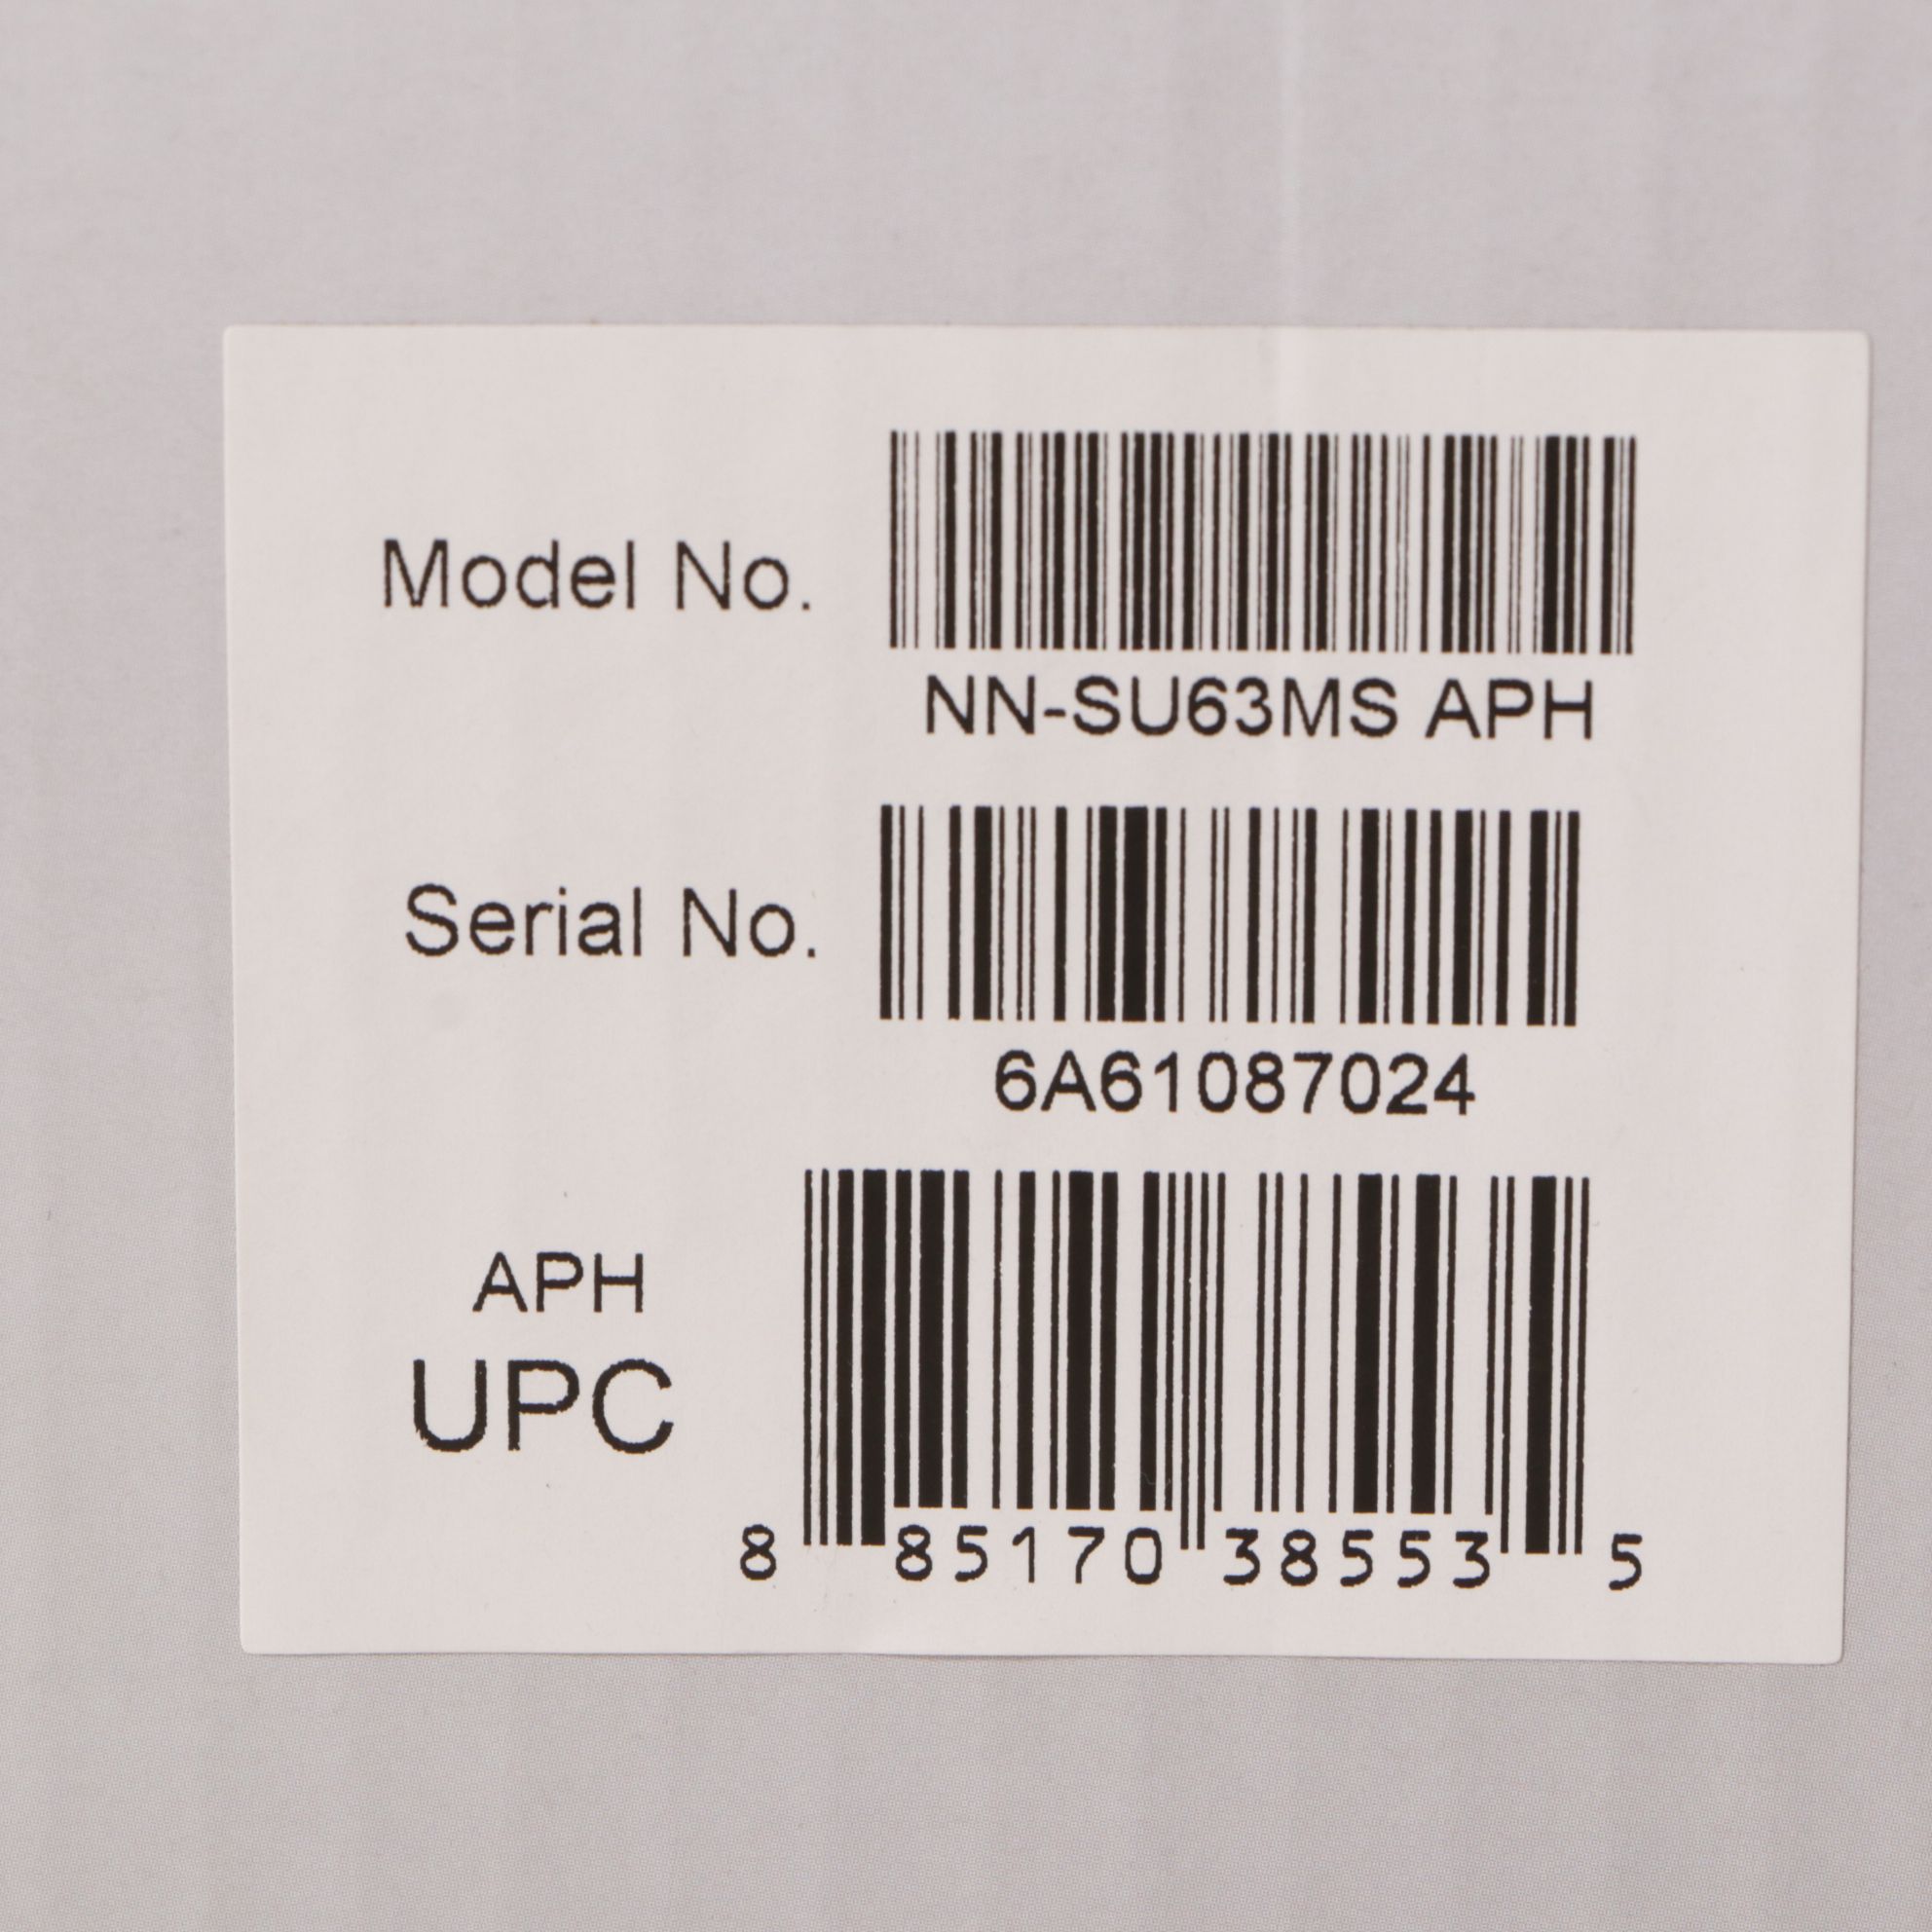 Model No.
NN-SU63MS APH
Serial No.
6A61087024
APH
UPC
8 85170 38553 5